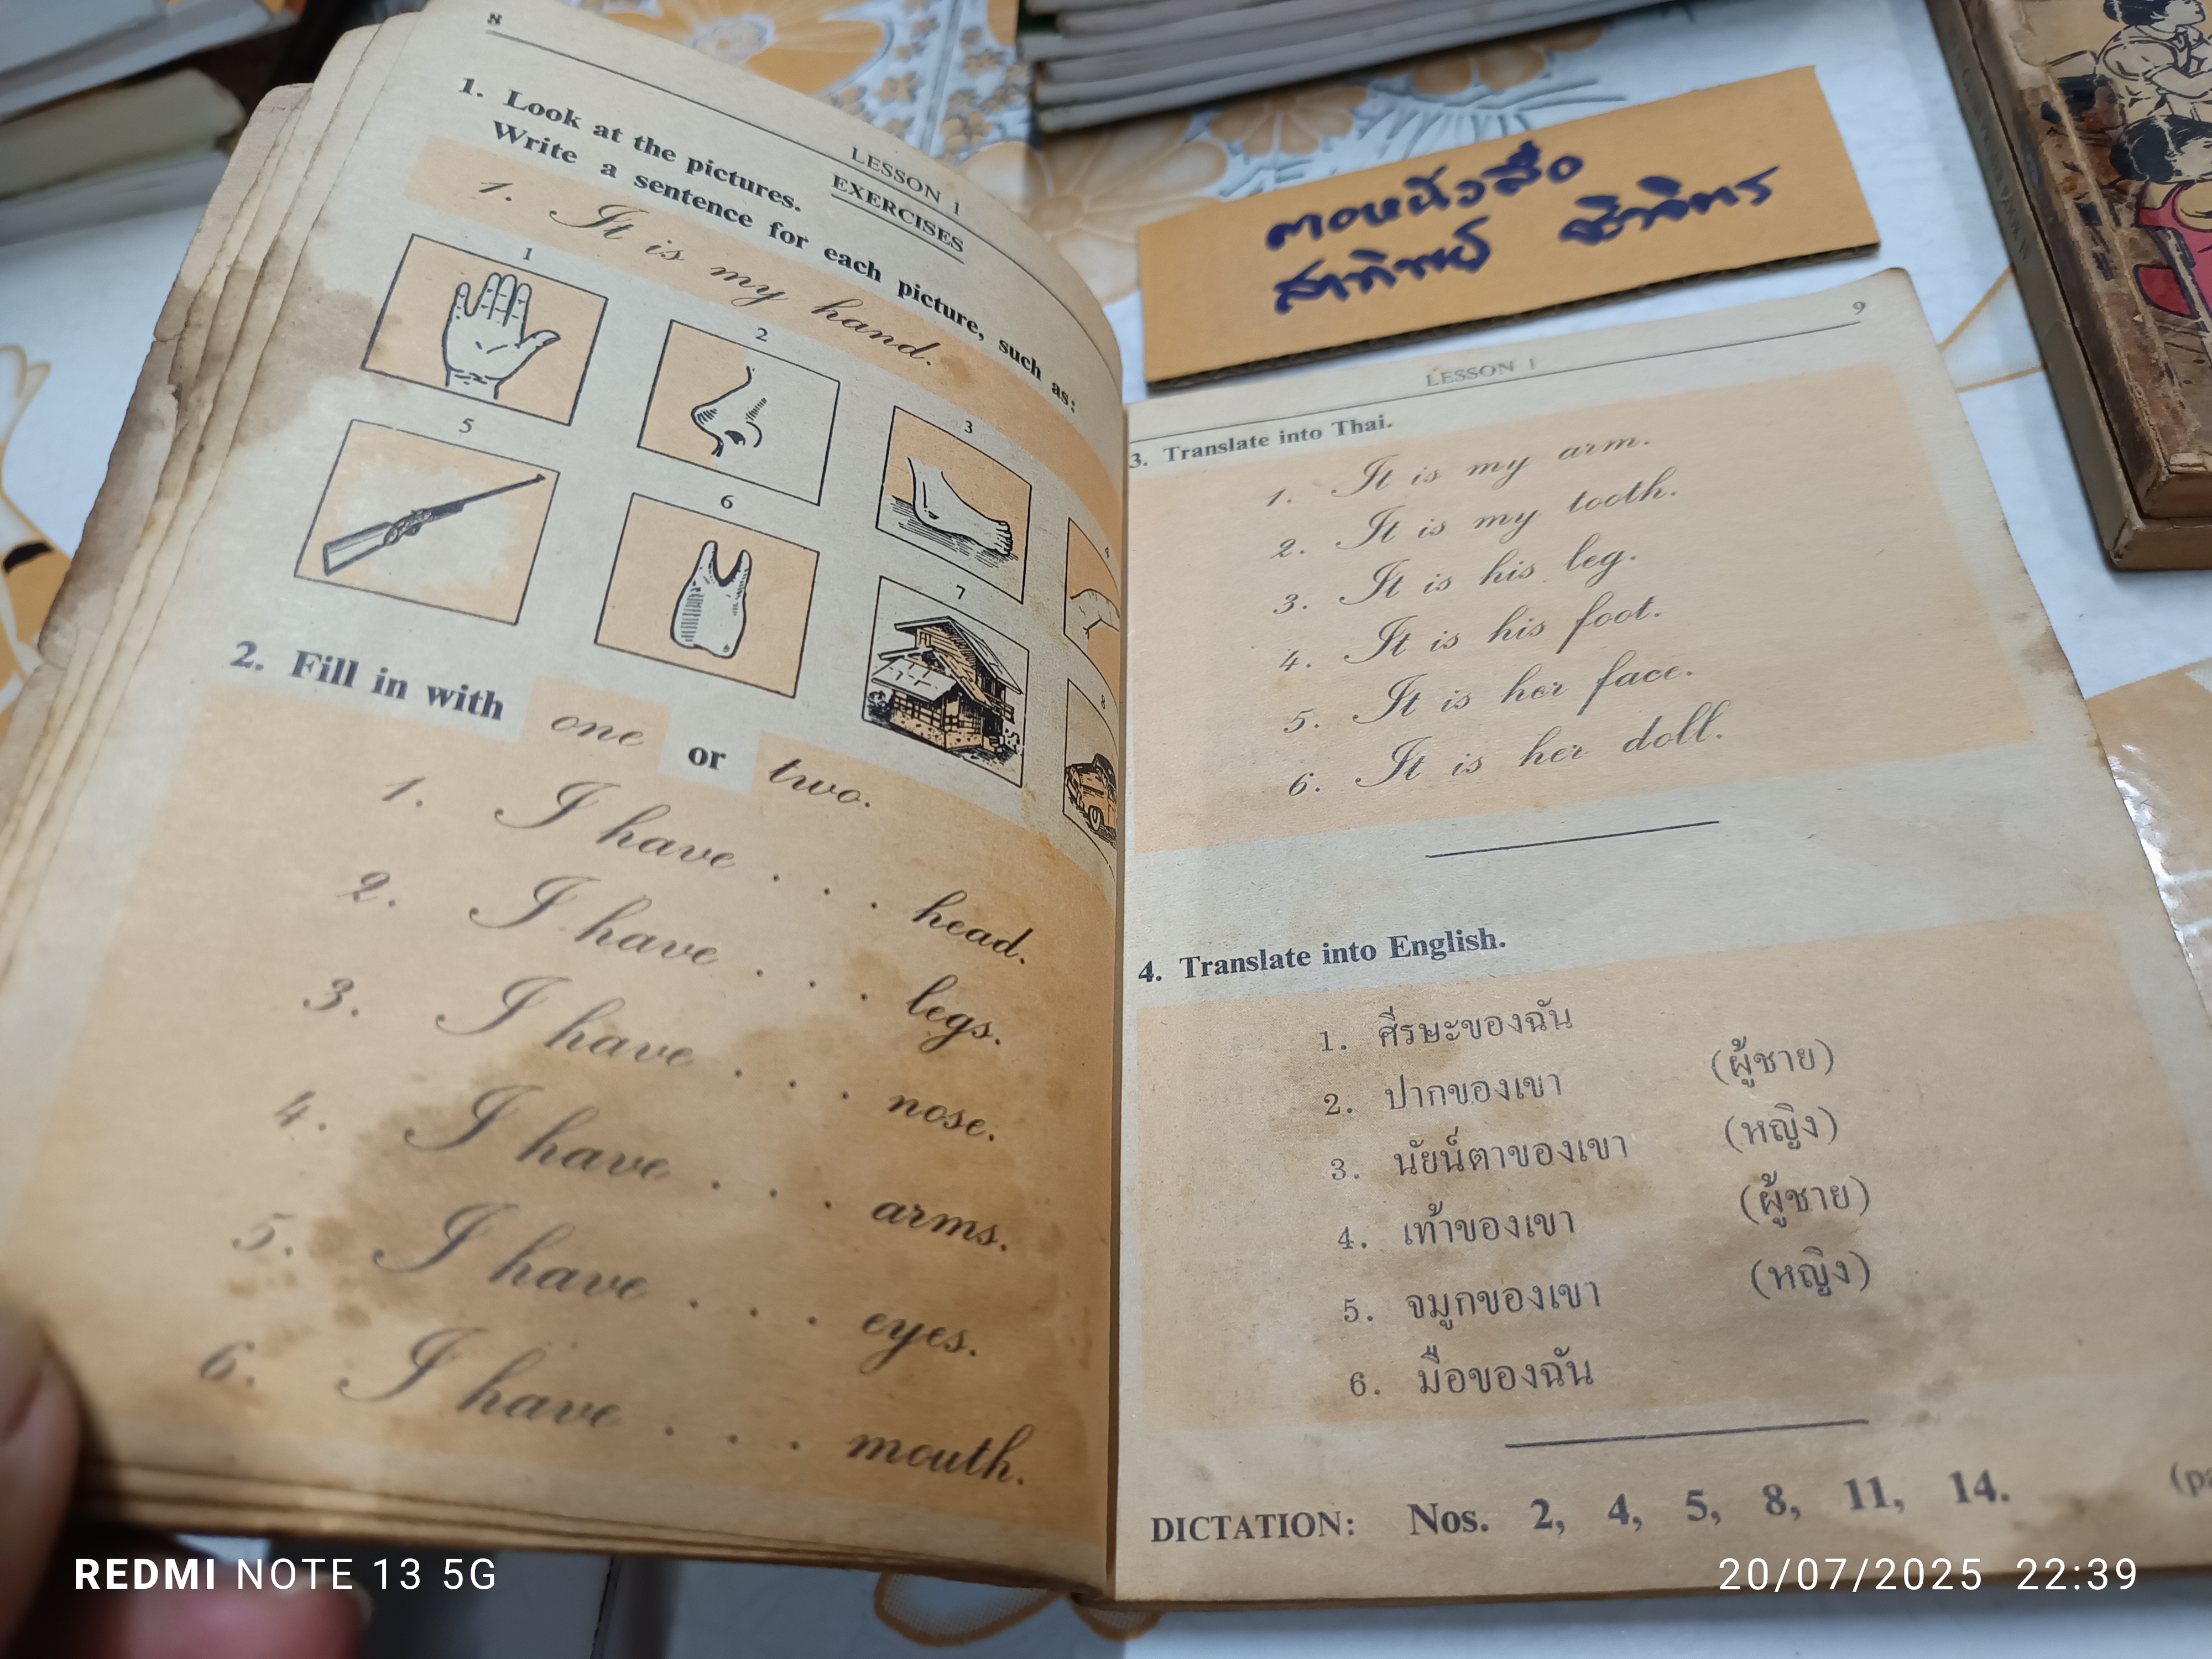 8
LESSON 1
EXERCISES
1. Look at the pictures.
Write a sentence for each picture, such as:
1. It is my hand.
1
2
3
4
5
6
7
8
2. Fill in with one or two.
1. I have . . . head.
2. I have . . . legs.
3. I have . . . nose.
4. I have . . . arms.
5. I have . . . eyes.
6. I have . . . mouth.
9
LESSON 1
3. Translate into Thai.
1. It is my arm.
2. It is my tooth.
3. It is his leg.
4. It is his foot.
5. It is her face.
6. It is her doll.
4. Translate into English.
1. ศีรษะของฉัน
2. ปากของเขา (ผู้ชาย)
3. นัยน์ตาของเขา (หญิง)
4. เท้าของเขา (ผู้ชาย)
5. จมูกของเขา (หญิง)
6. มือของฉัน
DICTATION: Nos. 2, 4, 5, 8, 11, 14.
REDMI NOTE 13 5G
20/07/2025 22:39